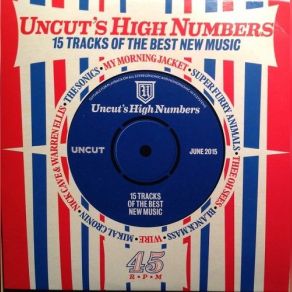 UNCUT'S HIGH NUMBERS
15 TRACKS OF THE BEST NEW MUSIC
NICK CAVE & WARREN ELLIS · THE SONICS · MY MORNING JACKET · SUPER FURRY ANIMALS · THEE OH SEES · BLANCK MASS · WIRE · MIKAL CRONIN
Uncut's High Numbers
UNCUT
JUNE 2015
15 TRACKS
OF THE BEST
NEW MUSIC
45
R·P·M